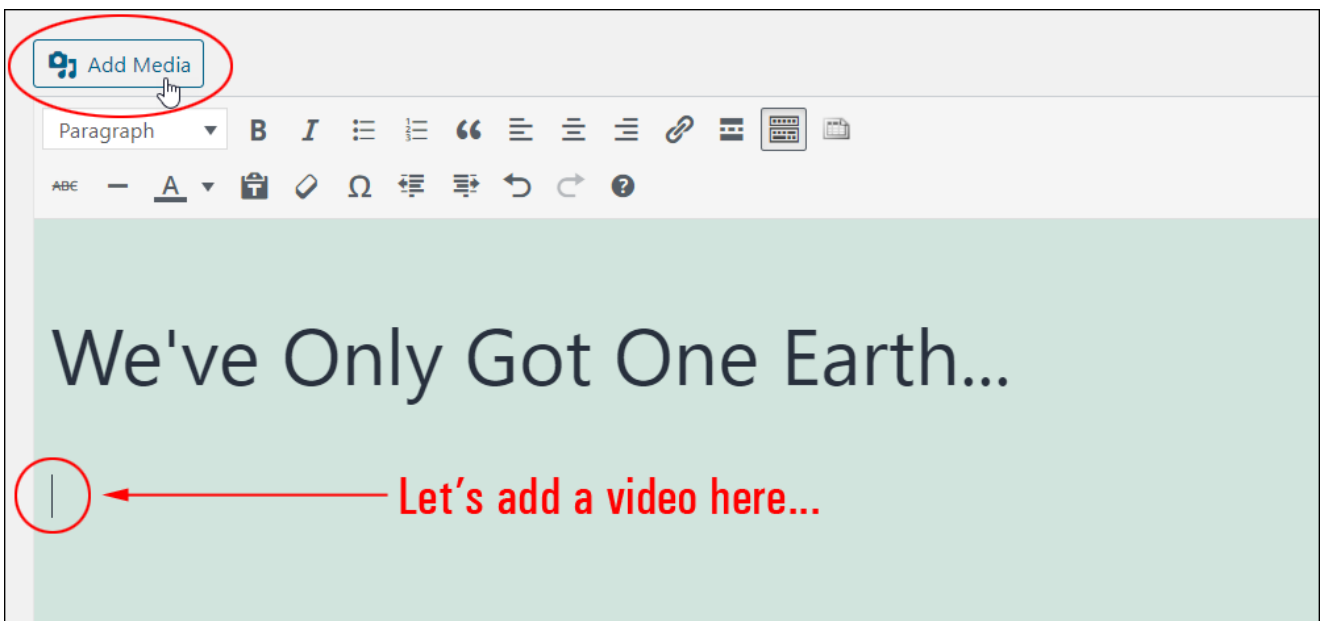 Add Media
Paragraph
B I
ABC A Ω
We've Only Got One Earth...
Let's add a video here...